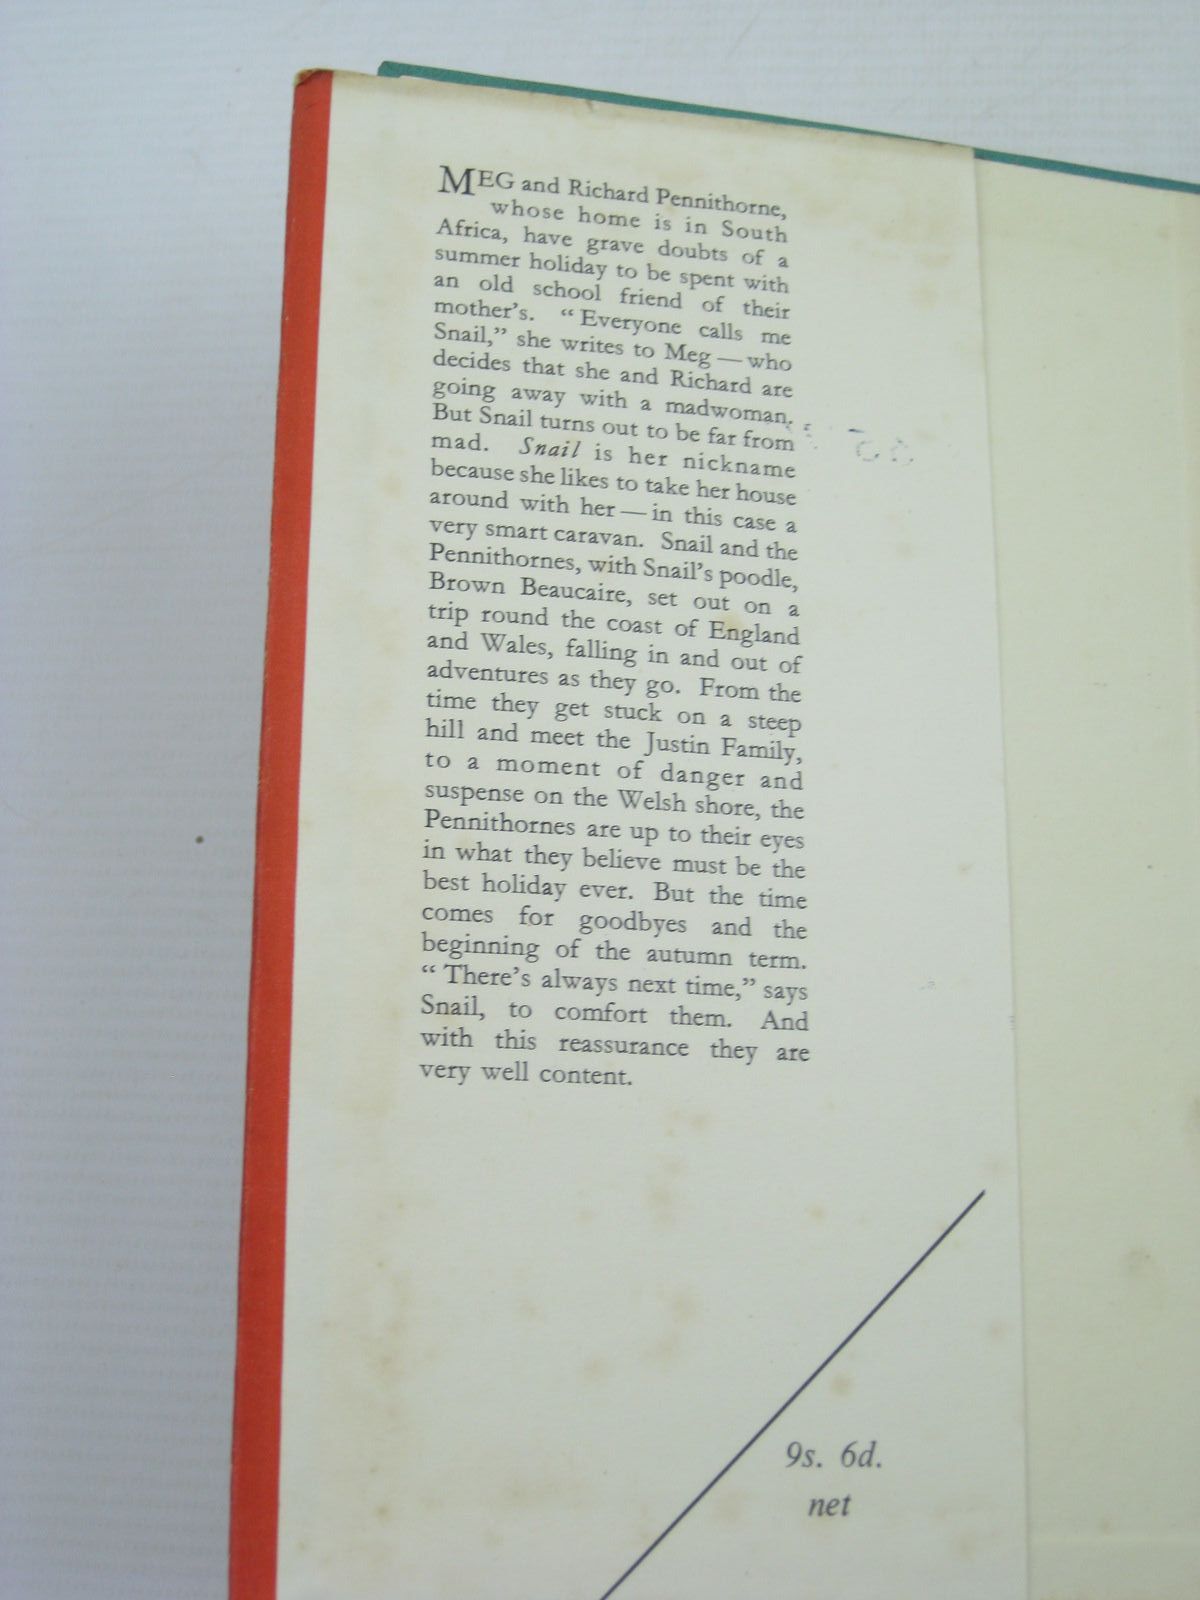 MEG and Richard Pennithorne,
whose home is in South
Africa, have grave doubts of a
summer holiday to be spent with
an old school friend of their
mother's. “Everyone calls me
Snail,” she writes to Meg — who
decides that she and Richard are
going away with a madwoman.
But Snail turns out to be far from
mad. Snail is her nickname
because she likes to take her house
around with her — in this case a
very smart caravan. Snail and the
Pennithornes, with Snail's poodle,
Brown Beaucaire, set out on a
trip round the coast of England
and Wales, falling in and out of
adventures as they go. From the
time they get stuck on a steep
hill and meet the Justin Family,
to a moment of danger and
suspense on the Welsh shore, the
Pennithornes are up to their eyes
in what they believe must be the
best holiday ever. But the time
comes for goodbyes and the
beginning of the autumn term.
“There's always next time,” says
Snail, to comfort them. And
with this reassurance they are
very well content.
9s. 6d.
net